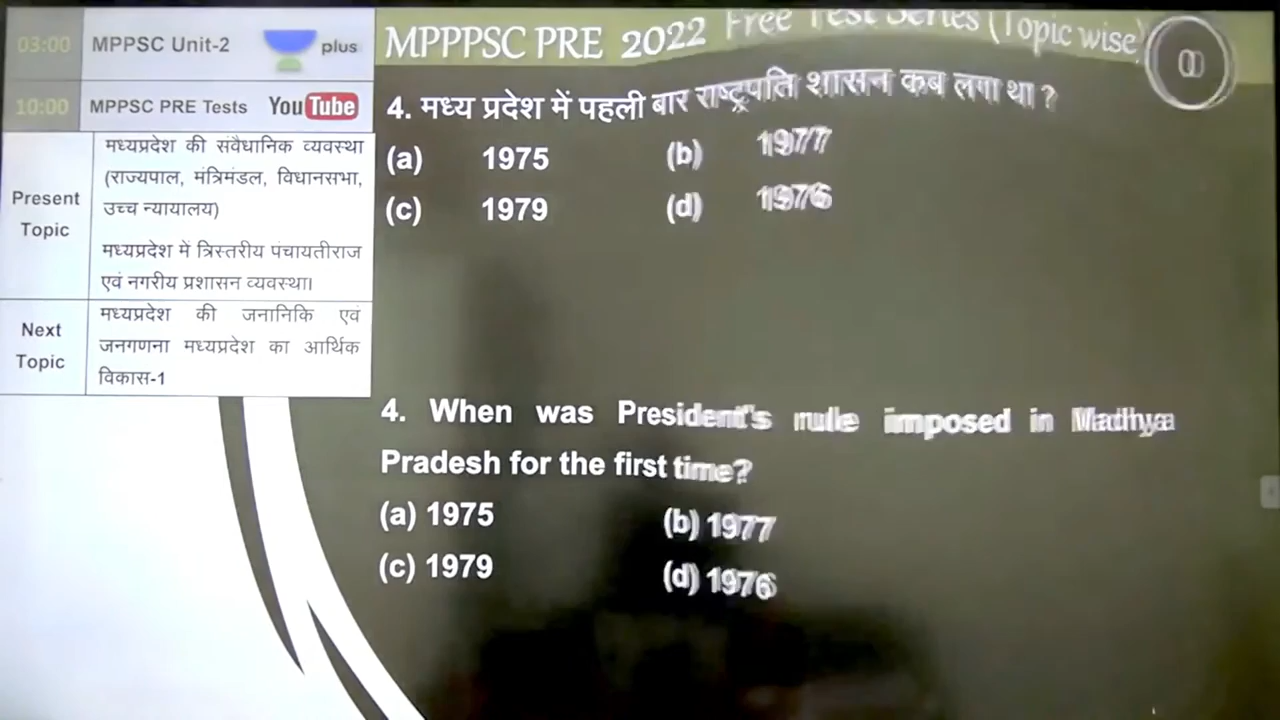 03:00 MPPSC Unit-2 plus
10:00 MPPSC PRE Tests YouTube
Present Topic
मध्यप्रदेश की संवैधानिक व्यवस्था
(राज्यपाल, मंत्रिमंडल, विधानसभा,
उच्च न्यायालय)
मध्यप्रदेश में त्रिस्तरीय पंचायतीराज
एवं नगरीय प्रशासन व्यवस्था।
Next Topic
मध्यप्रदेश की जनानिकि एवं
जनगणना मध्यप्रदेश का आर्थिक
विकास-1
MPPPSC PRE 2022 Free Test Series (Topic wise)
4. मध्य प्रदेश में पहली बार राष्ट्रपति शासन कब लगा था ?
(a) 1975 (b) 1977
(c) 1979 (d) 1976
4. When was President's rule imposed in Madhya
Pradesh for the first time?
(a) 1975 (b) 1977
(c) 1979 (d) 1976